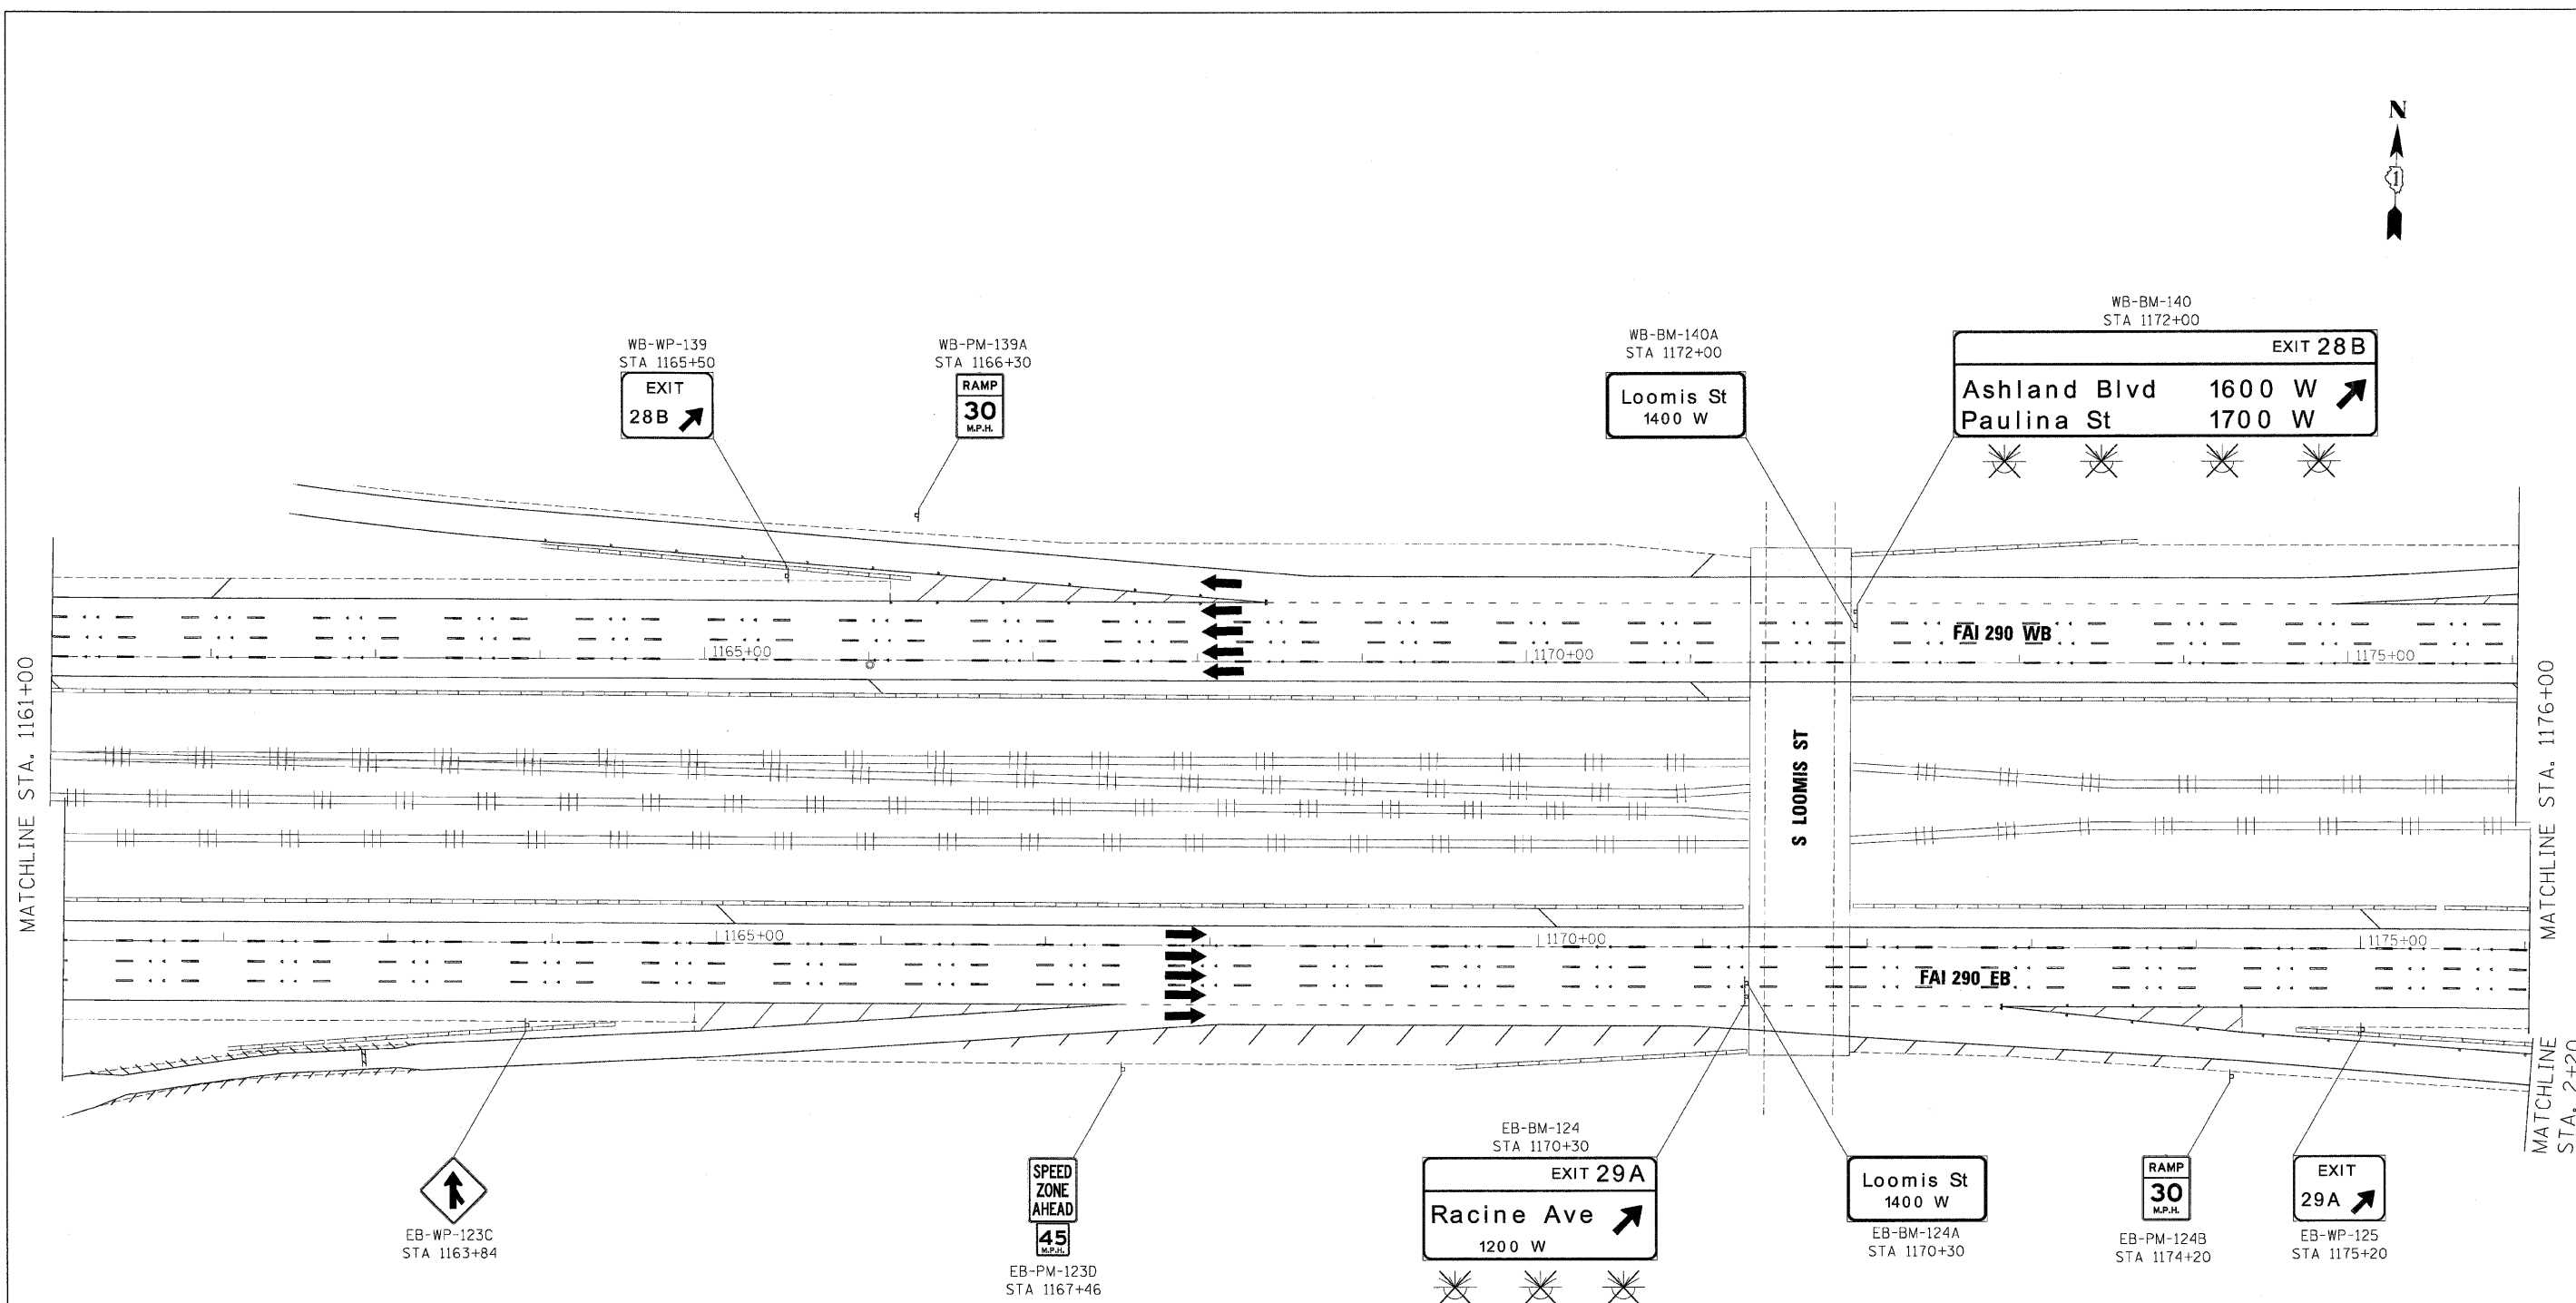 N
1
WB-BM-140
STA 1172+00
EXIT 28B
Ashland Blvd 1600 W
Paulina St 1700 W
WB-BM-140A
STA 1172+00
Loomis St
1400 W
WB-WP-139
STA 1165+50
EXIT
28B
WB-PM-139A
STA 1166+30
RAMP
30
M.P.H.
FAI 290 WB
1165+00
1170+00
1175+00
MATCHLINE STA. 1161+00
MATCHLINE STA. 1176+00
S LOOMIS ST
1165+00
1170+00
1175+00
FAI 290 EB
MATCHLINE
STA. 2+20
EB-WP-123C
STA 1163+84
SPEED
ZONE
AHEAD
45
M.P.H.
EB-PM-123D
STA 1167+46
EB-BM-124
STA 1170+30
EXIT 29A
Racine Ave
1200 W
Loomis St
1400 W
EB-BM-124A
STA 1170+30
RAMP
30
M.P.H.
EB-PM-124B
STA 1174+20
EXIT
29A
EB-WP-125
STA 1175+20